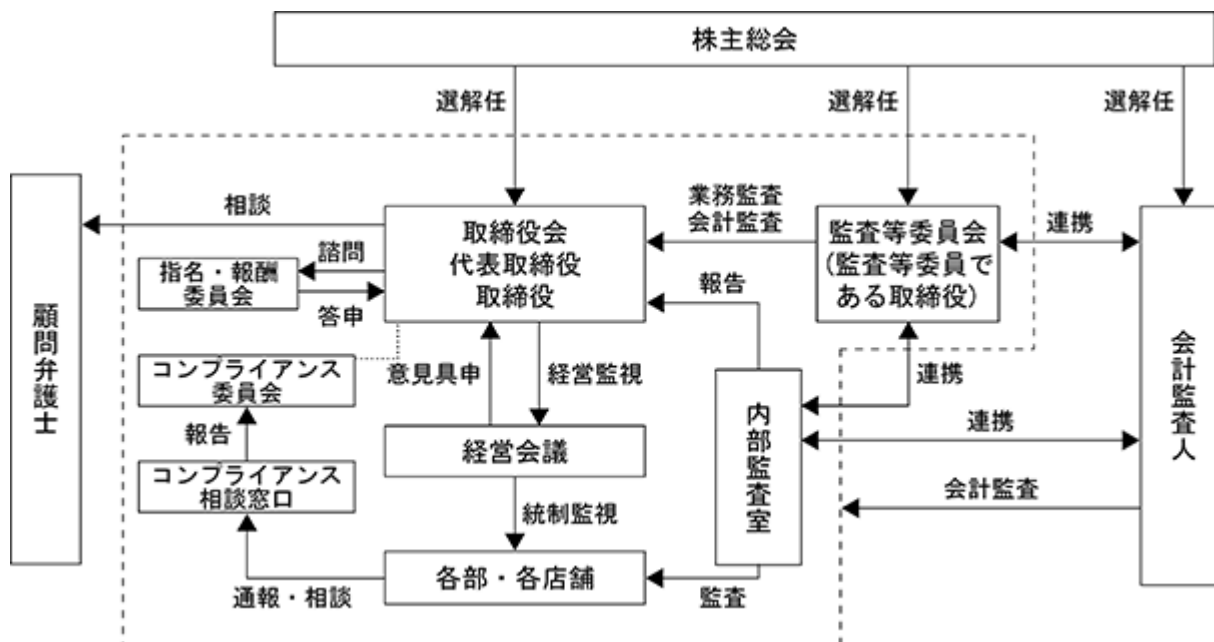 株主総会
選解任
選解任
選解任
顧問弁護士
相談
取締役会
代表取締役
取締役
業務監査
会計監査
監査等委員会
(監査等委員で
ある取締役)
連携
会計監査人
諮問
指名・報酬
委員会
答申
報告
コンプライアンス
委員会
意見具申
経営監視
連携
報告
経営会議
内部監査室
連携
コンプライアンス
相談窓口
統制監視
会計監査
各部・各店舗
通報・相談
監査